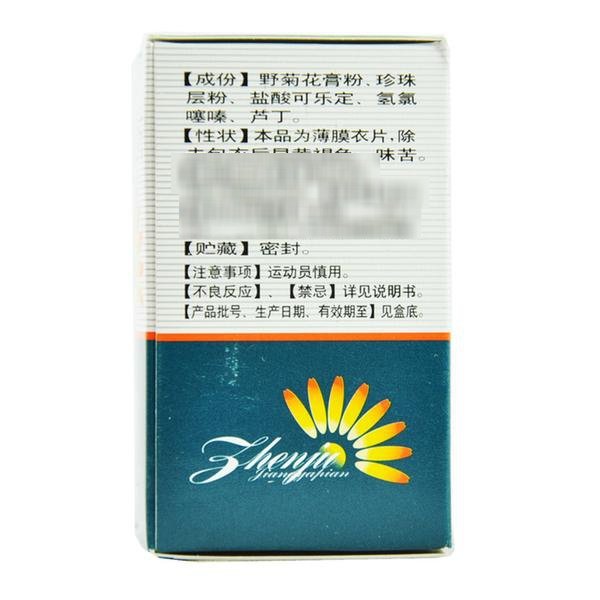 【成份】野菊花膏粉、珍珠
层粉、盐酸可乐定、氢氯
噻嗪、芦丁。
【性状】本品为薄膜衣片，除
味苦。
【贮藏】密封。
【注意事项】运动员慎用。
【不良反应】、【禁忌】详见说明书。
【产品批号、生产日期、有效期至】见盒底。
Zhenju
Jiangyapian